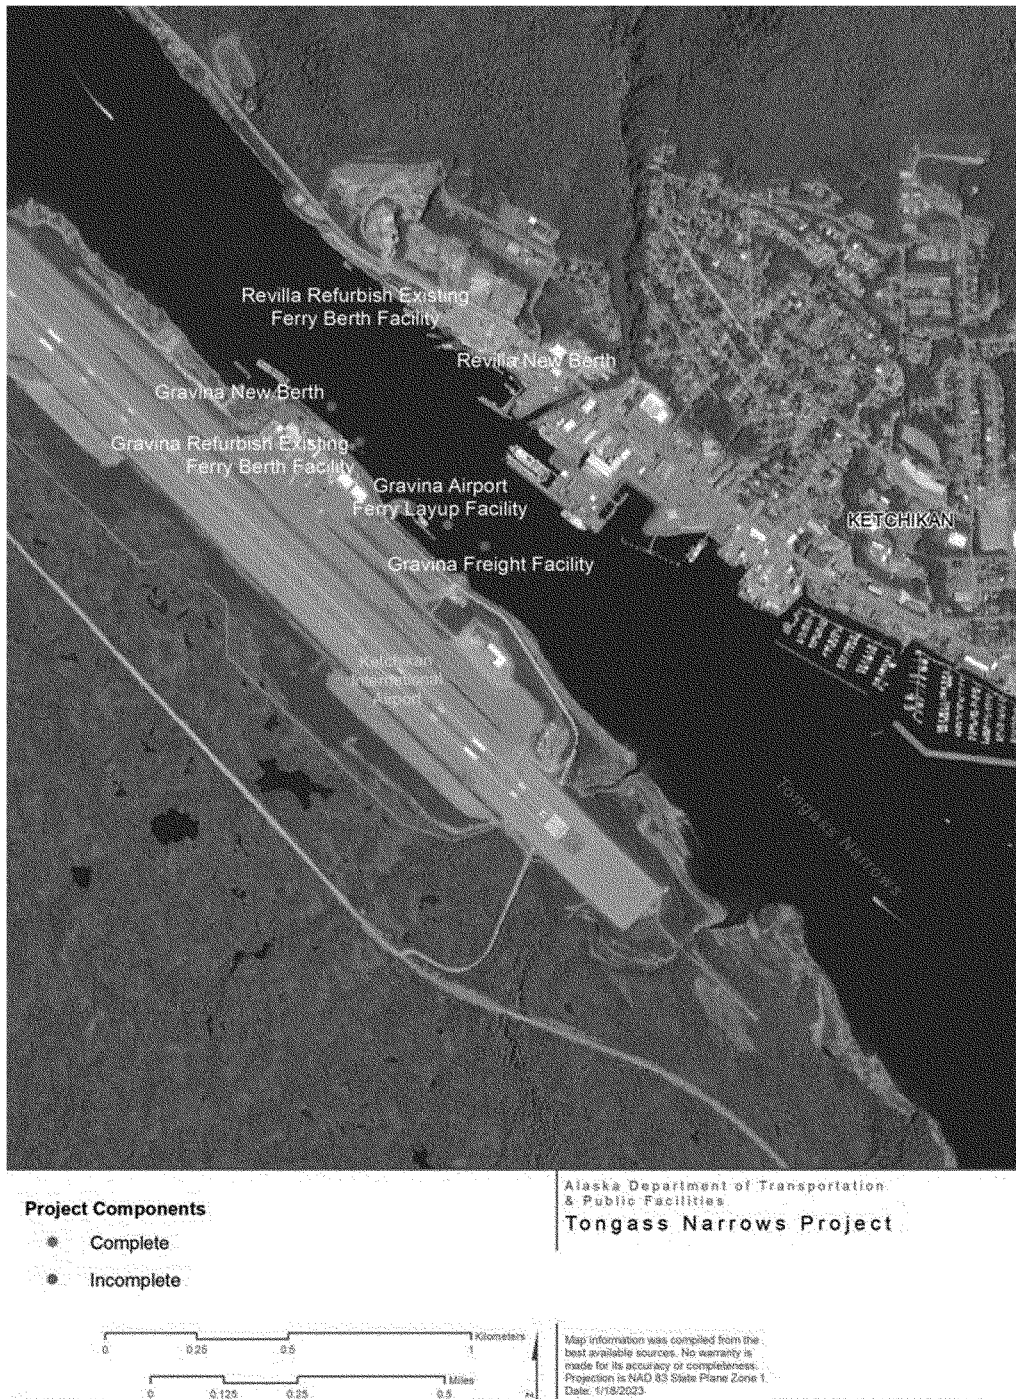 Revilla Refurbish Existing
Ferry Berth Facility
Revilla New Berth
Gravina New Berth
Gravina Refurbish Existing
Ferry Berth Facility
Gravina Airport
Ferry Layup Facility
KETCHIKAN
Gravina Freight Facility
Ketchikan
International
Airport
Tongass Narrows
Project Components
Complete
Incomplete
Alaska Department of Transportation
& Public Facilities
Tongass Narrows Project
0 0.25 0.5 1 Kilometers
0 0.125 0.25 0.5 Miles
N
Map information was compiled from the
best available sources. No warranty is
made for its accuracy or completeness.
Projection is NAD 83 State Plane Zone 1.
Date: 1/18/2023